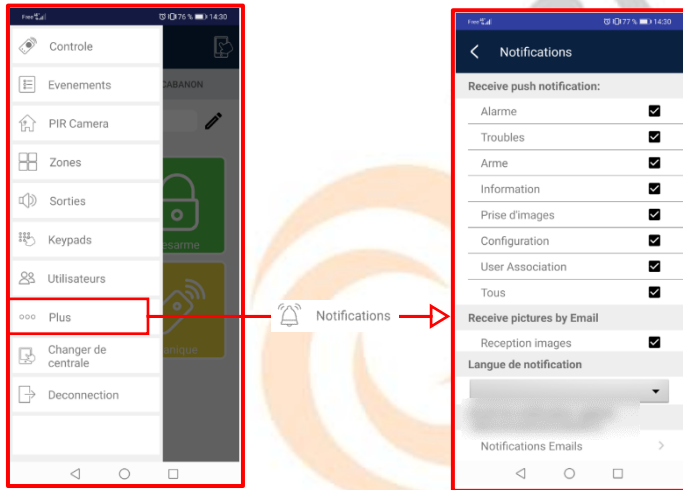 Free 76 % 14:30
Controle
Evenements
CABANON
PIR Camera
Zones
Sorties
Keypads
esarme
Utilisateurs
Plus
Changer de
centrale
anique
Deconnection
Notifications
Free 77 % 14:30
Notifications
Receive push notification:
Alarme
Troubles
Arme
Information
Prise d'images
Configuration
User Association
Tous
Receive pictures by Email
Reception images
Langue de notification
Notifications Emails